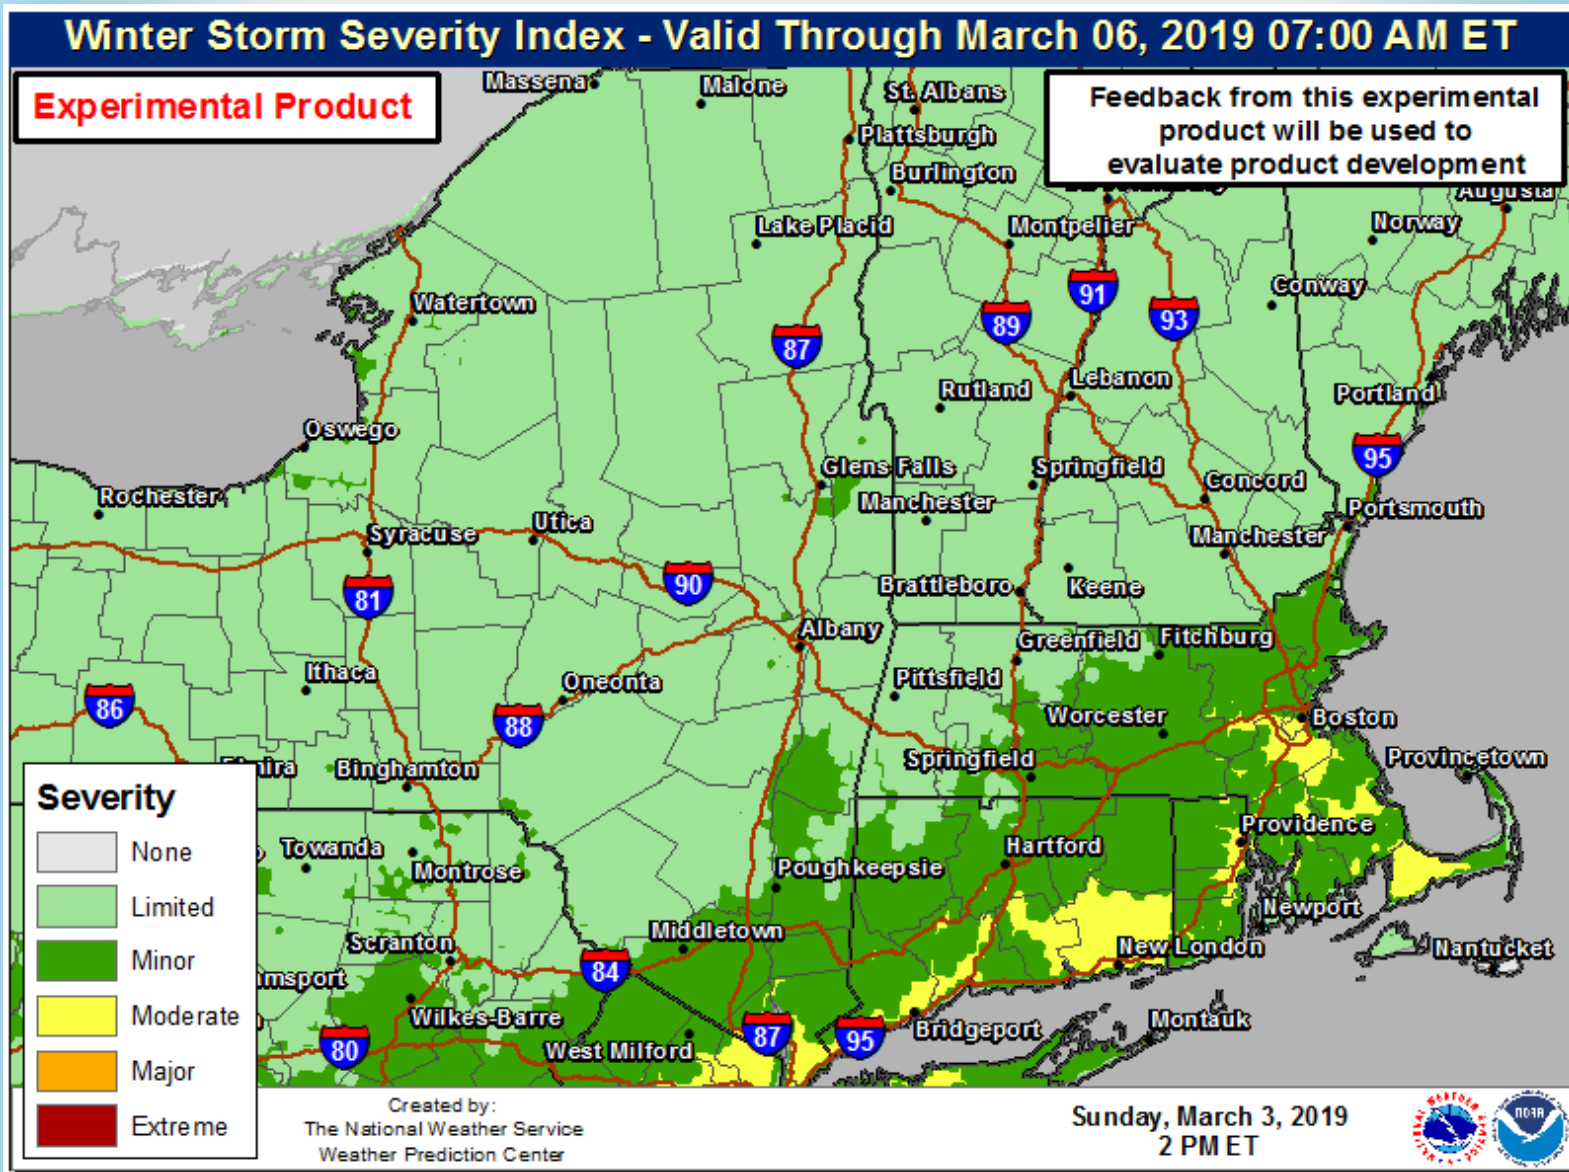 Winter Storm Severity Index - Valid Through March 06, 2019 07:00 AM ET
Experimental Product
Feedback from this experimental
product will be used to
evaluate product development
Massena
Malone
St. Albans
Plattsburgh
Burlington
Augusta
Norway
Lake Placid
Montpelier
Conway
Watertown
91
93
89
87
Rutland
Lebanon
Portland
Oswego
95
Glens Falls
Springfield
Concord
Rochester
Manchester
Portsmouth
Utica
Syracuse
Manchester
90
81
Brattleboro
Keene
Albany
Greenfield
Fitchburg
Ithaca
Oneonta
Pittsfield
86
88
Worcester
Boston
Springfield
Provincetown
Binghamton
Towanda
Montrose
Poughkeepsie
Hartford
Providence
Newport
Scranton
Middletown
New London
Nantucket
84
Wilkes-Barre
West Milford
80
87
95
Bridgeport
Montauk
Severity
None
Limited
Minor
Moderate
Major
Extreme
Created by:
The National Weather Service
Weather Prediction Center
Sunday, March 3, 2019
2 PM ET
NOAA